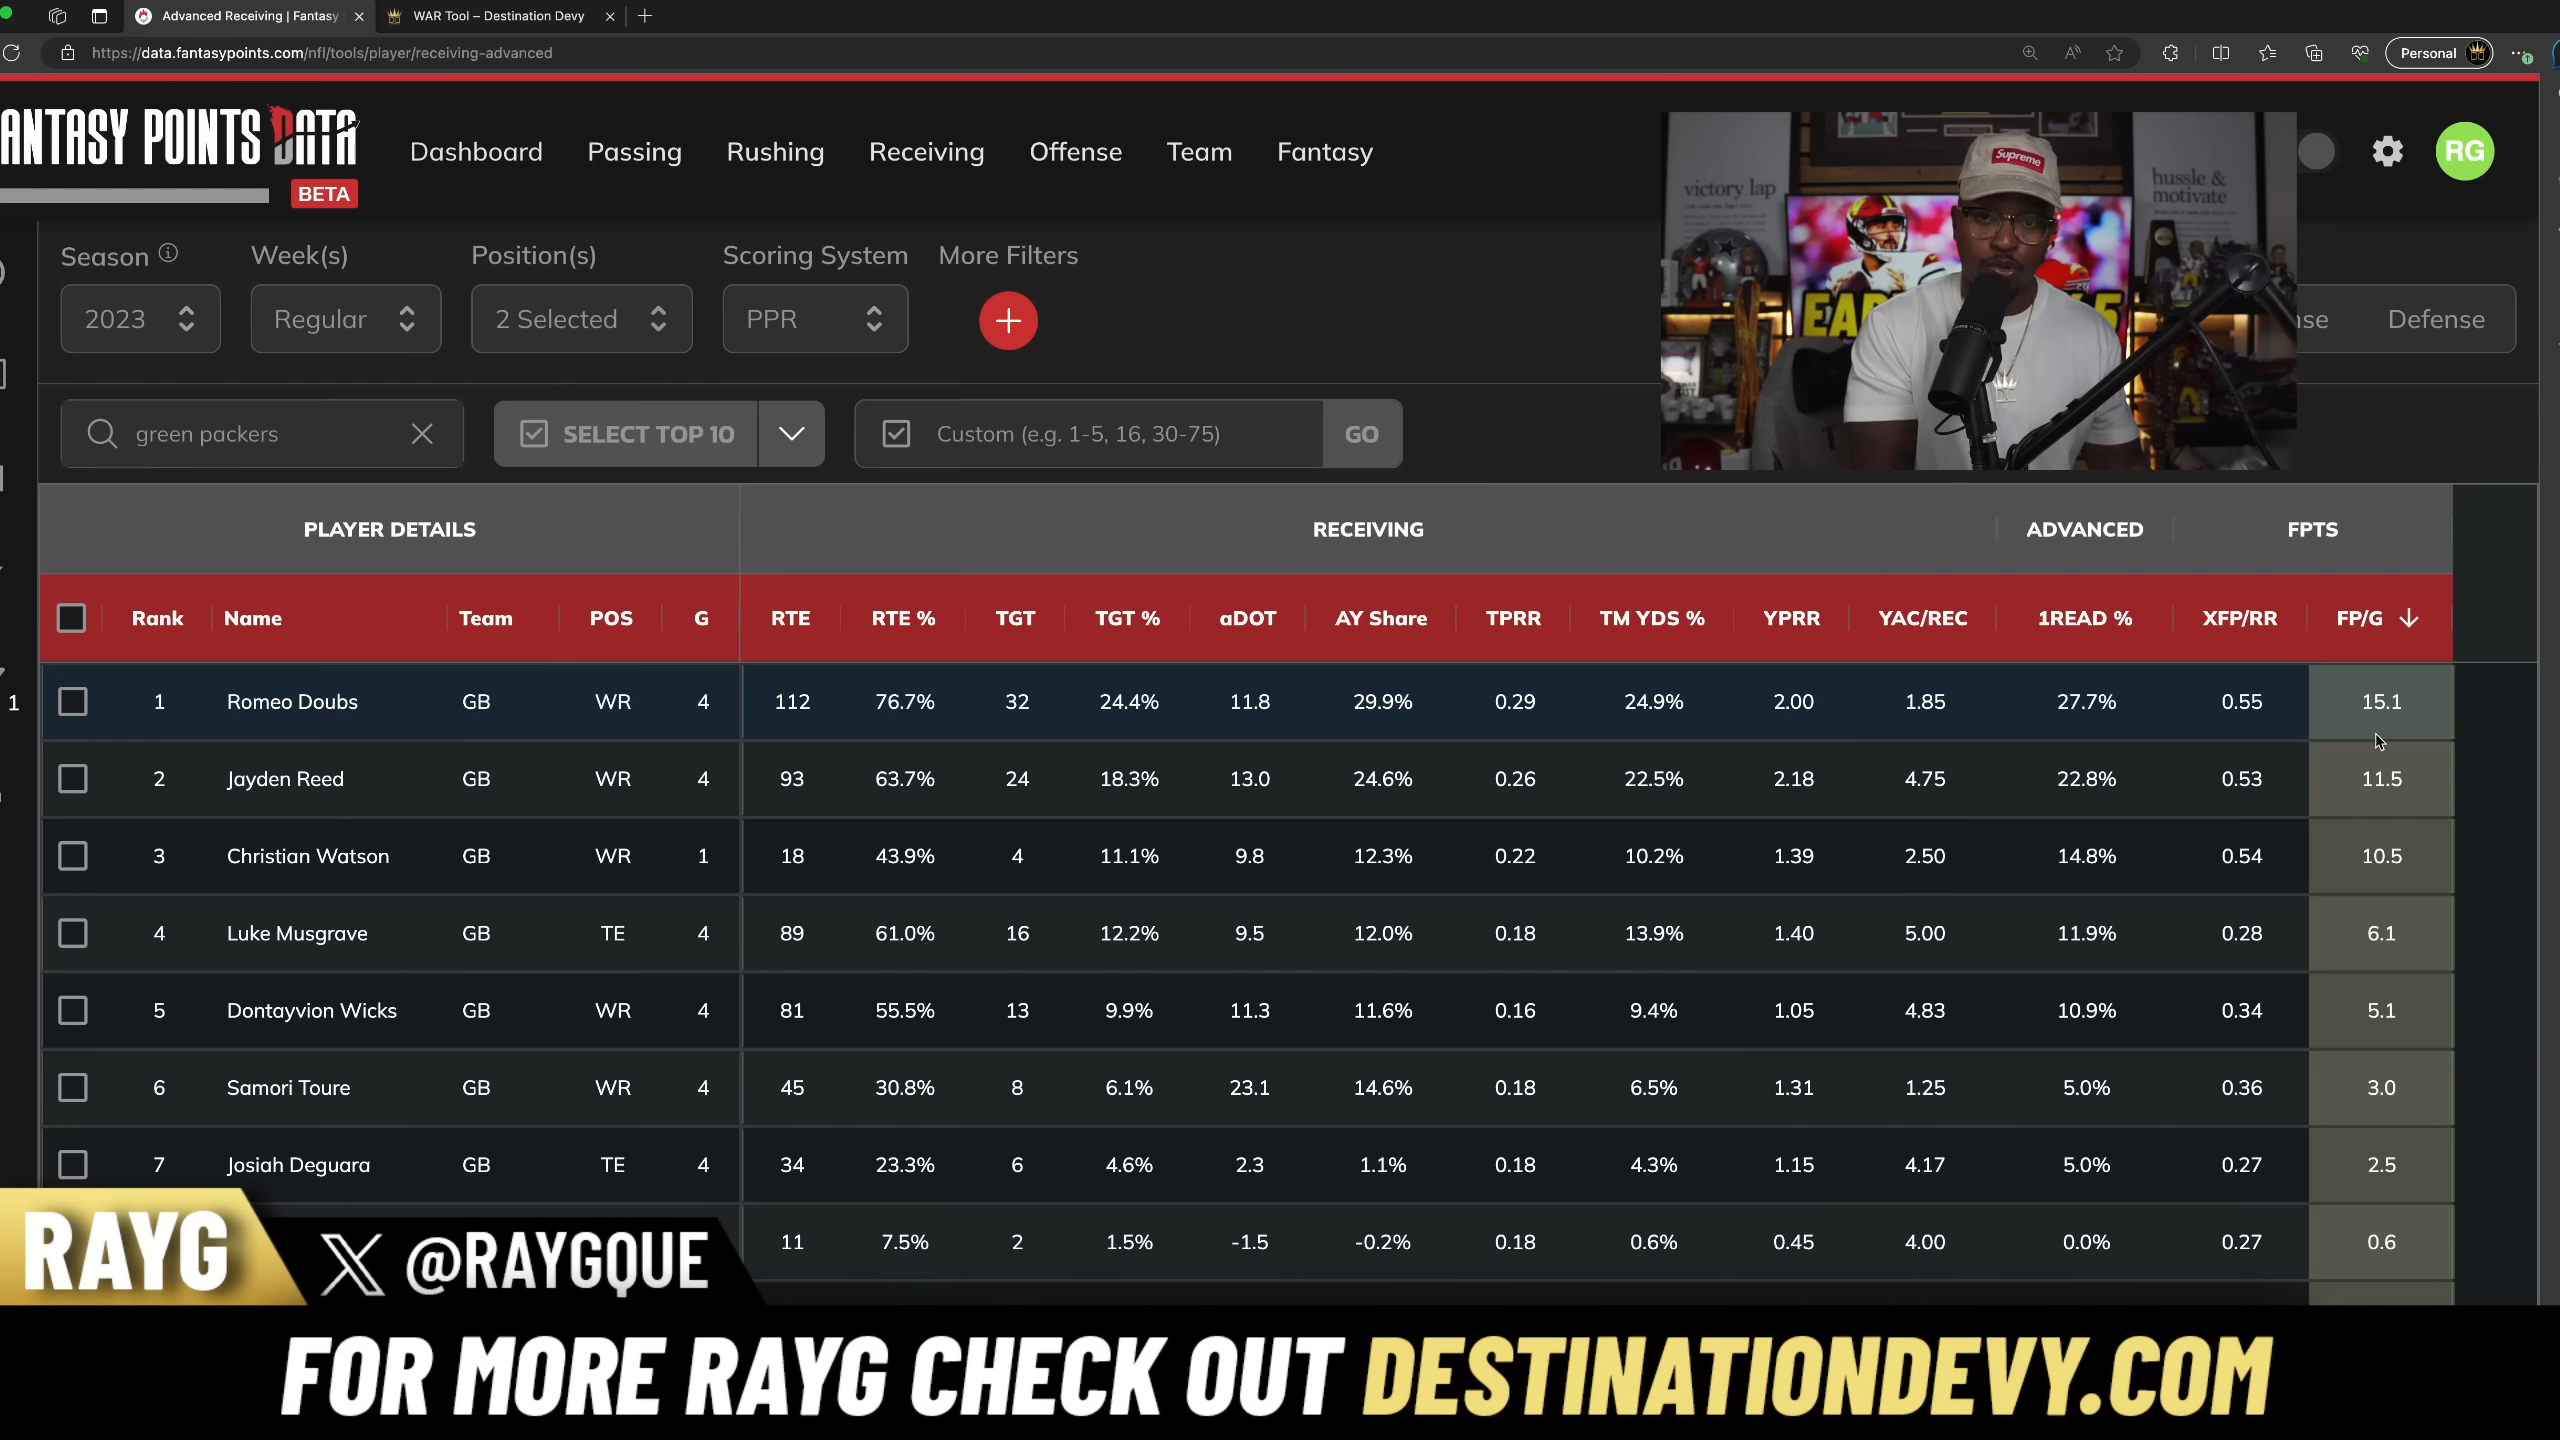 Advanced Receiving | Fantasy
WAR Tool – Destination Devy
https://data.fantasypoints.com/nfl/tools/player/receiving-advanced
Personal
ANTASY POINTS DATA
BETA
Dashboard Passing Rushing Receiving Offense Team Fantasy
RG
victory lap
hussle &
motivate
Supreme
Season Week(s) Position(s) Scoring System More Filters
2023 Regular 2 Selected PPR
nse Defense
green packers SELECT TOP 10 Custom (e.g. 1-5, 16, 30-75) GO
PLAYER DETAILS RECEIVING ADVANCED FPTS
Rank Name Team POS G RTE RTE % TGT TGT % aDOT AY Share TPRR TM YDS % YPRR YAC/REC 1READ % XFP/RR FP/G
1 1 Romeo Doubs GB WR 4 112 76.7% 32 24.4% 11.8 29.9% 0.29 24.9% 2.00 1.85 27.7% 0.55 15.1
2 Jayden Reed GB WR 4 93 63.7% 24 18.3% 13.0 24.6% 0.26 22.5% 2.18 4.75 22.8% 0.53 11.5
3 Christian Watson GB WR 1 18 43.9% 4 11.1% 9.8 12.3% 0.22 10.2% 1.39 2.50 14.8% 0.54 10.5
4 Luke Musgrave GB TE 4 89 61.0% 16 12.2% 9.5 12.0% 0.18 13.9% 1.40 5.00 11.9% 0.28 6.1
5 Dontayvion Wicks GB WR 4 81 55.5% 13 9.9% 11.3 11.6% 0.16 9.4% 1.05 4.83 10.9% 0.34 5.1
6 Samori Toure GB WR 4 45 30.8% 8 6.1% 23.1 14.6% 0.18 6.5% 1.31 1.25 5.0% 0.36 3.0
7 Josiah Deguara GB TE 4 34 23.3% 6 4.6% 2.3 1.1% 0.18 4.3% 1.15 4.17 5.0% 0.27 2.5
11 7.5% 2 1.5% -1.5 -0.2% 0.18 0.6% 0.45 4.00 0.0% 0.27 0.6
RAYG X @RAYGQUE
FOR MORE RAYG CHECK OUT DESTINATIONDEVY.COM